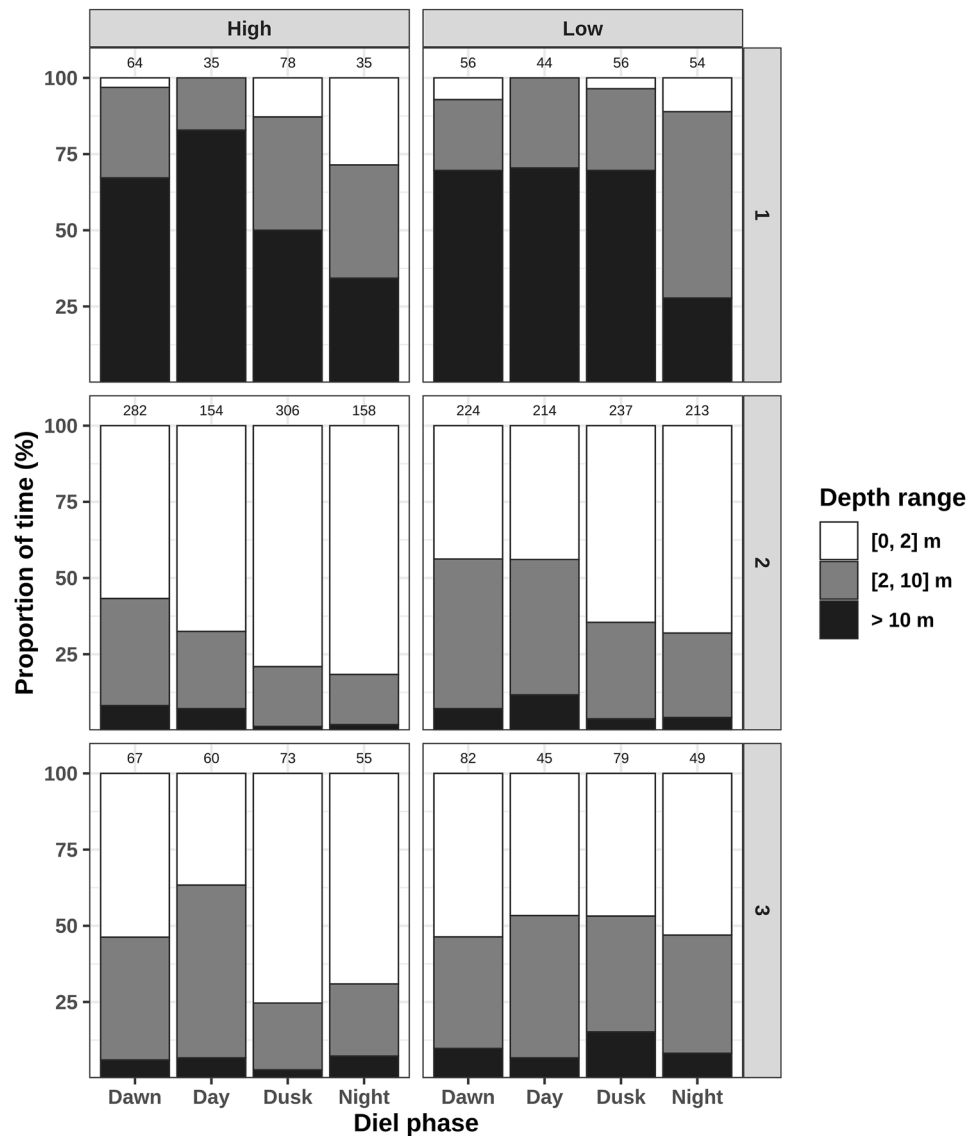 High Low
64 35 78 35 56 44 56 54
100
75
50
25
1
282 154 306 158 224 214 237 213
100
75
50
25
2
67 60 73 55 82 45 79 49
100
75
50
25
3
Dawn Day Dusk Night Dawn Day Dusk Night
Diel phase
Proportion of time (%)
Depth range
[0, 2] m
[2, 10] m
> 10 m